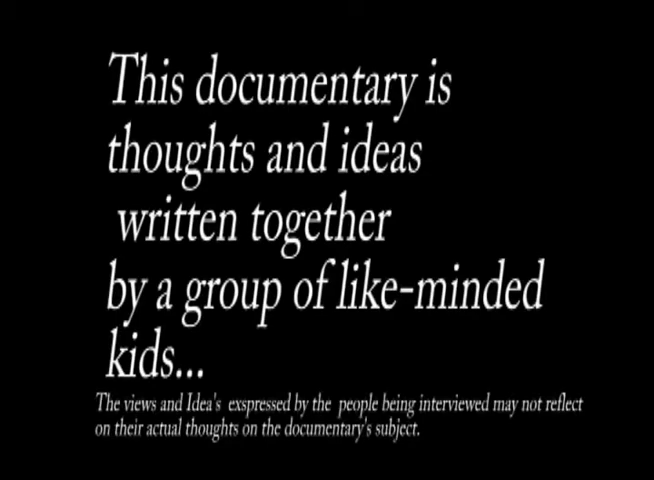 This documentary is
thoughts and ideas
written together
by a group of like-minded
kids...
The views and Idea's exspressed by the people being interviewed may not reflect
on their actual thoughts on the documentary's subject.